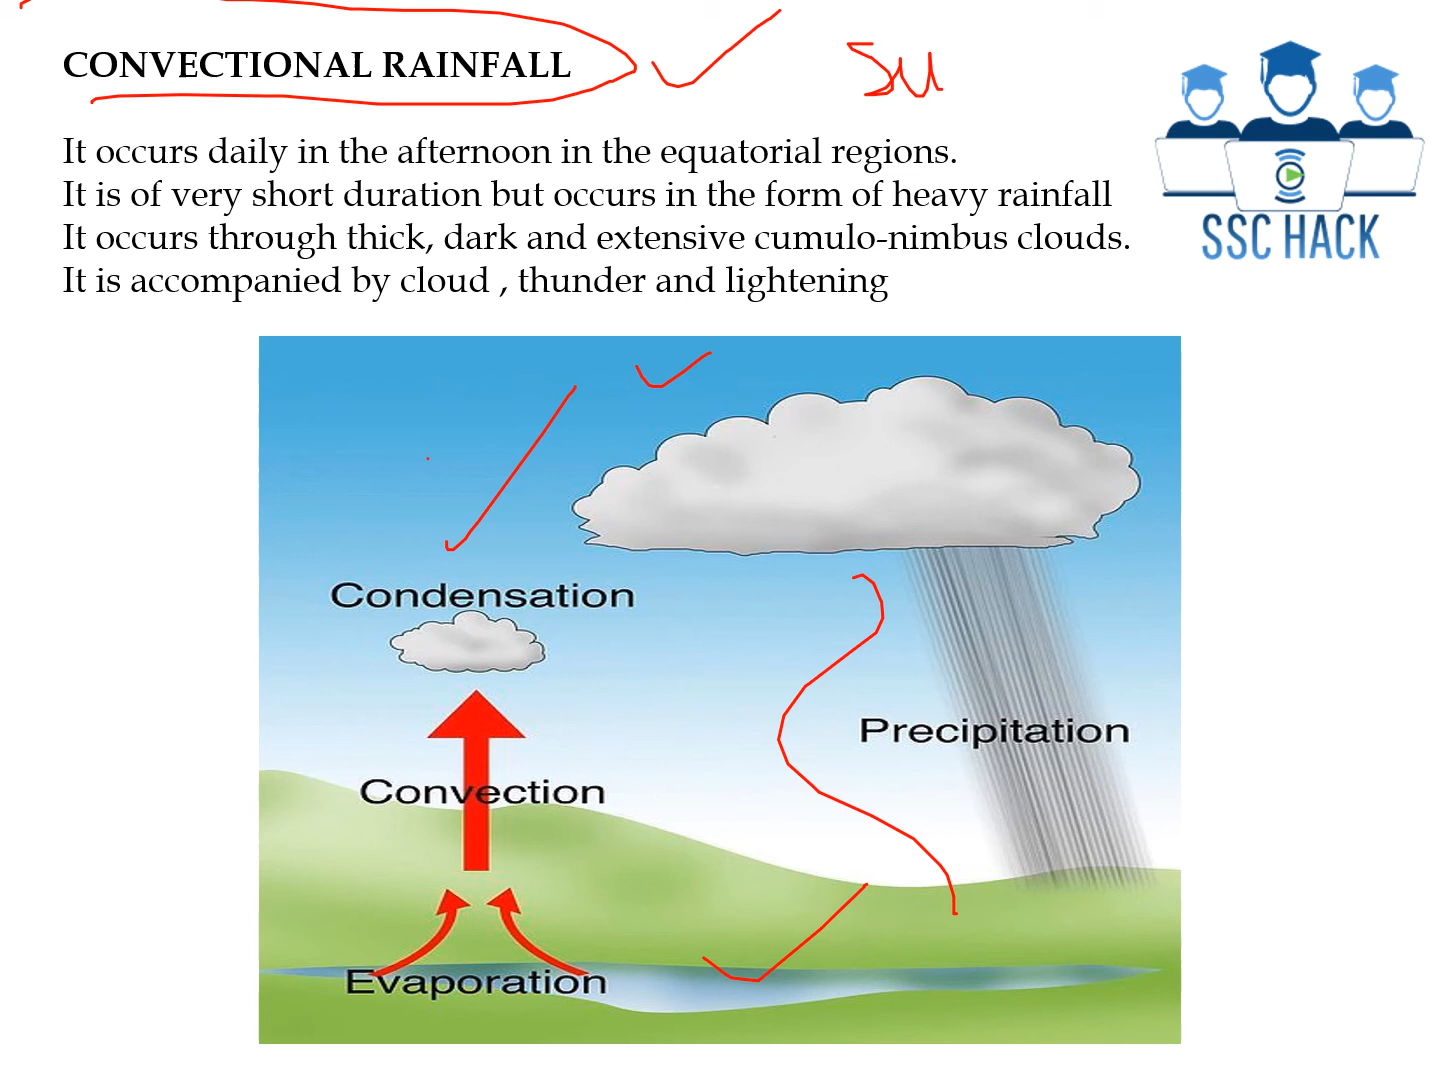 CONVECTIONAL RAINFALL
It occurs daily in the afternoon in the equatorial regions.
It is of very short duration but occurs in the form of heavy rainfall
It occurs through thick, dark and extensive cumulo-nimbus clouds.
It is accompanied by cloud , thunder and lightening
SSC HACK
Condensation
Precipitation
Convection
Evaporation